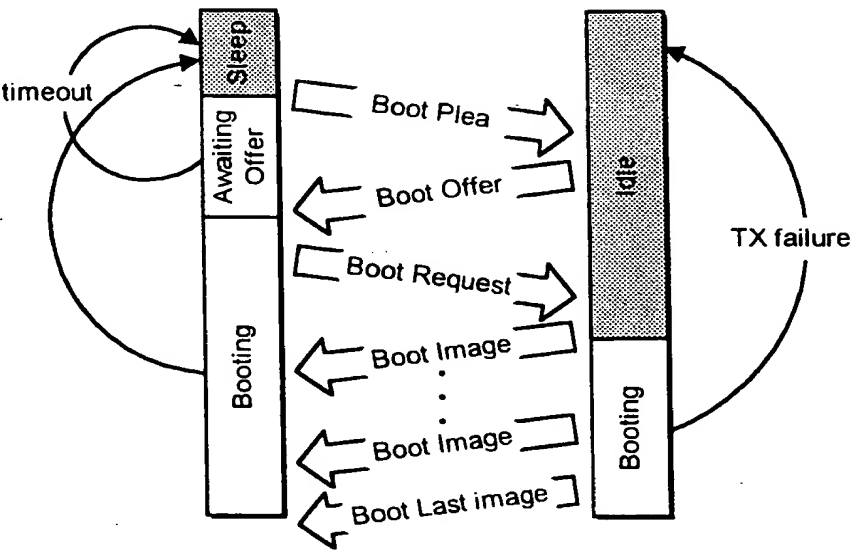 Sleep
timeout
Boot Plea
Awaiting
Offer
Boot Offer
Idle
TX failure
Boot Request
Boot Image
Booting
Boot Image
Booting
Boot Last image